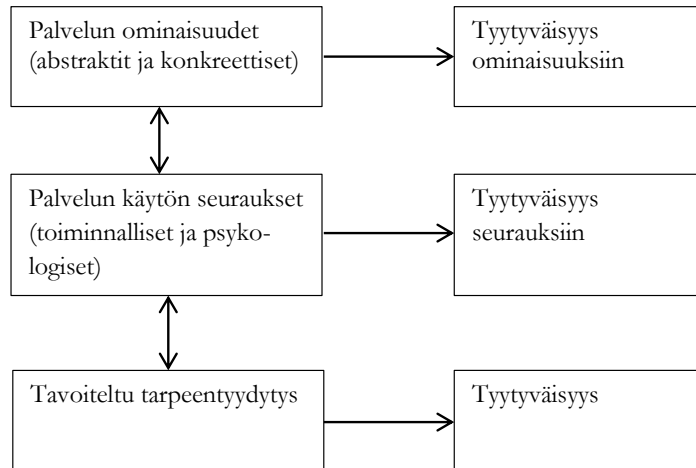 Palvelun ominaisuudet
(abstraktit ja konkreettiset)
Tyytyväisyys
ominaisuuksiin
Palvelun käytön seuraukset
(toiminnalliset ja psyko-
logiset)
Tyytyväisyys
seurauksiin
Tavoiteltu tarpeentyydytys
Tyytyväisyys